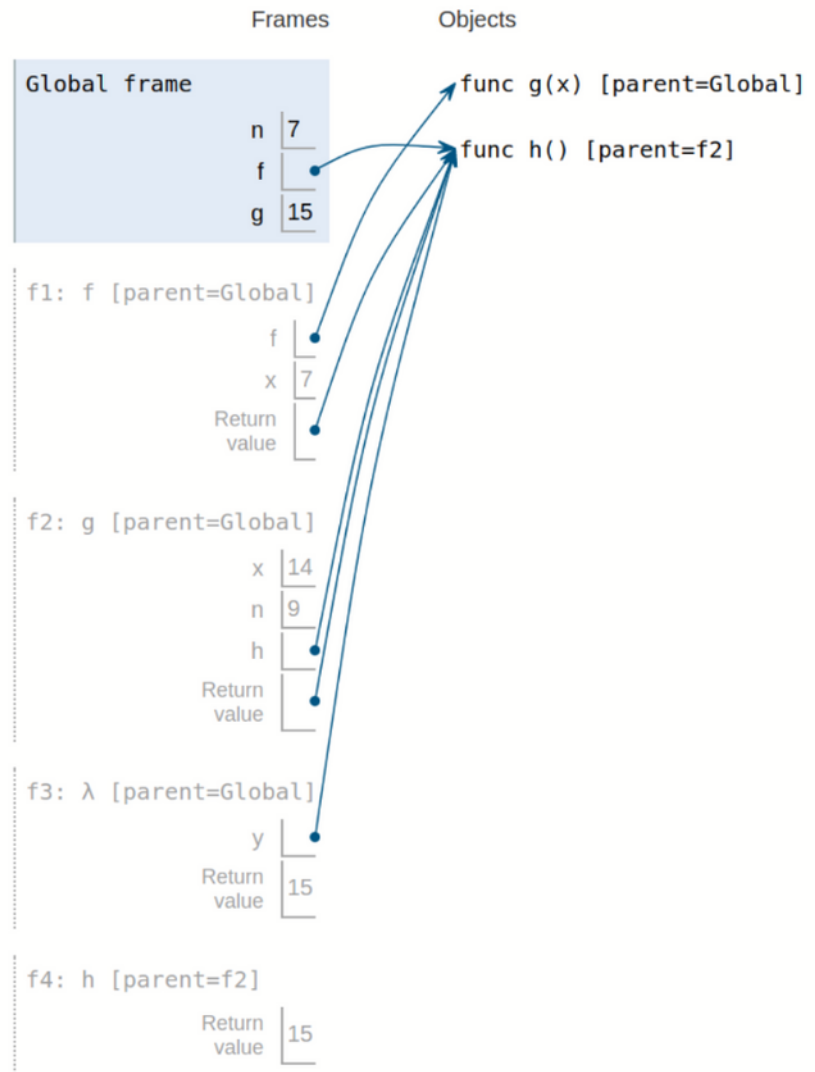 Frames Objects
Global frame
func g(x) [parent=Global]
n 7
func h() [parent=f2]
f
g 15
f1: f [parent=Global]
f
x 7
Return
value
f2: g [parent=Global]
x 14
n 9
h
Return
value
f3: λ [parent=Global]
y
Return
value
15
f4: h [parent=f2]
Return
value
15